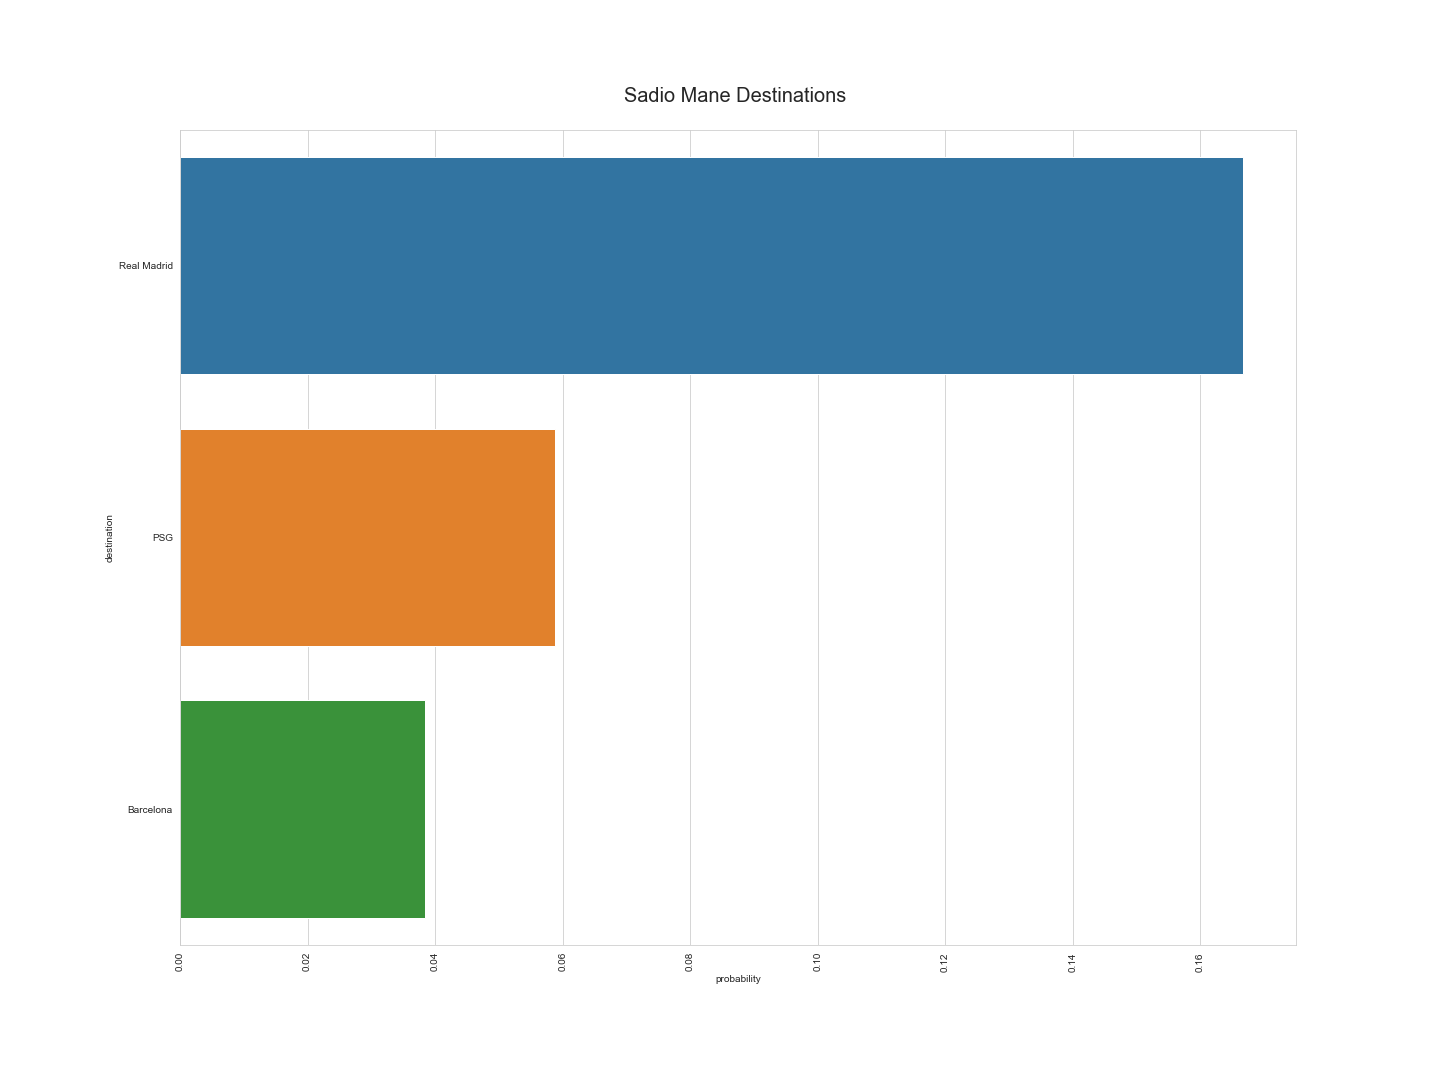 Sadio Mane Destinations
Real Madrid
PSG
Barcelona
destination
0.00
0.02
0.04
0.06
0.08
0.10
0.12
0.14
0.16
probability